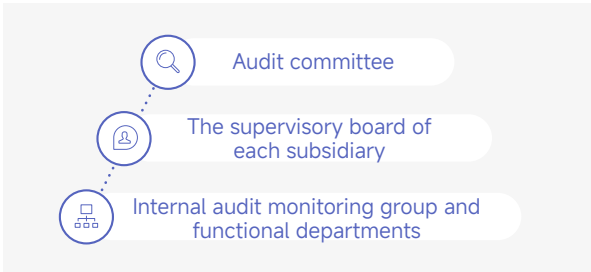 Audit committee
The supervisory board of
each subsidiary
Internal audit monitoring group and
functional departments